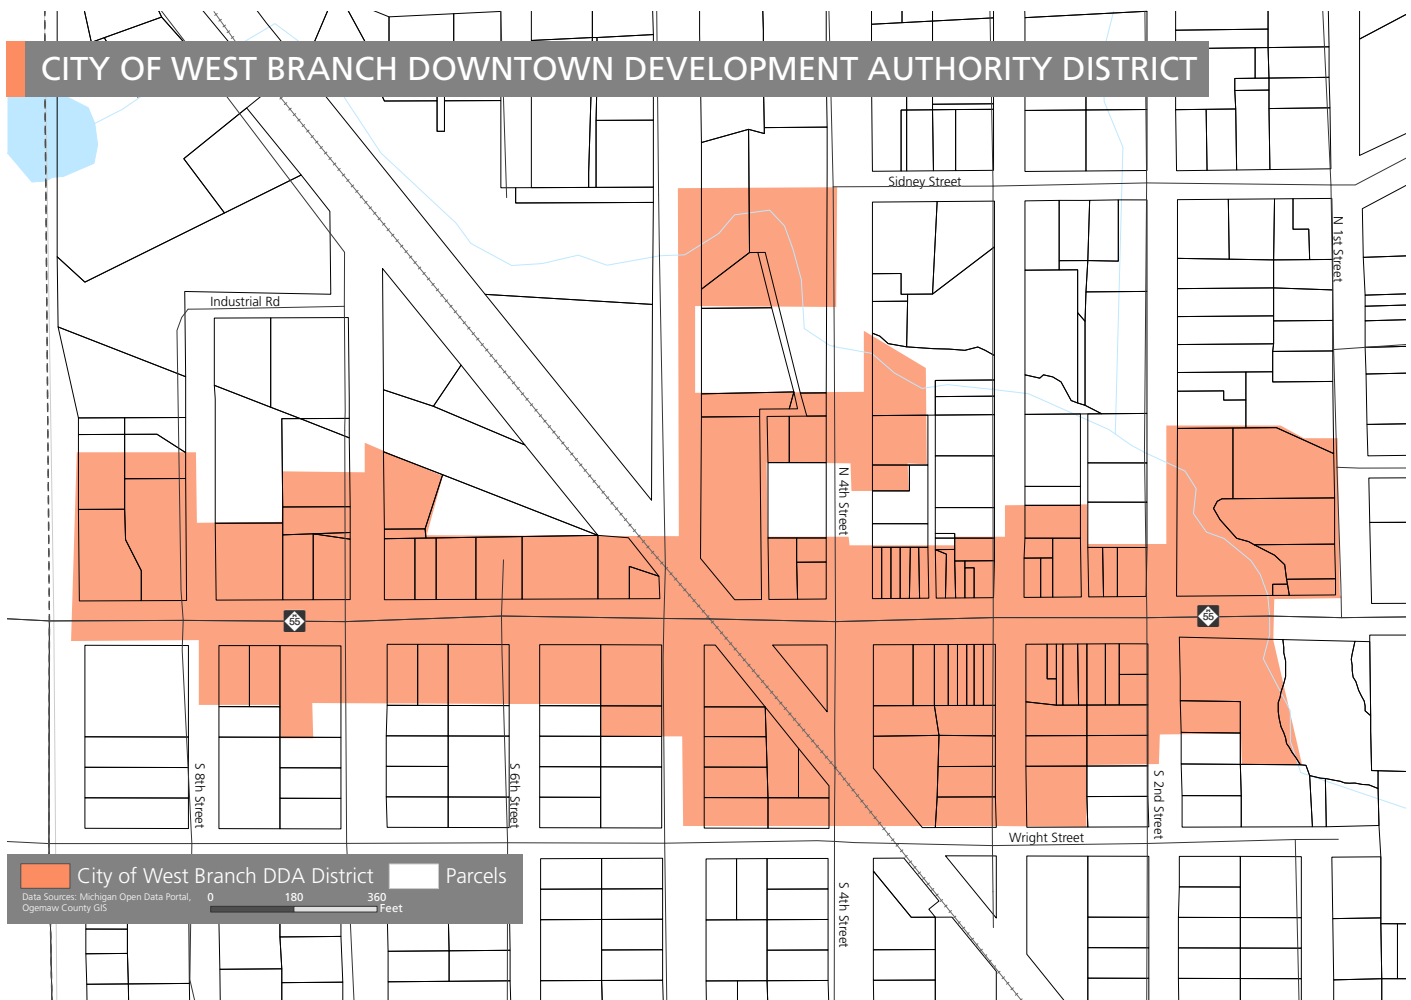 CITY OF WEST BRANCH DOWNTOWN DEVELOPMENT AUTHORITY DISTRICT
Sidney Street
N 1st Street
Industrial Rd
N 4th Street
55
55
S 8th Street
S 6th Street
S 2nd Street
Wright Street
S 4th Street
City of West Branch DDA District
Parcels
Data Sources: Michigan Open Data Portal,
Ogemaw County GIS
0 180 360
Feet